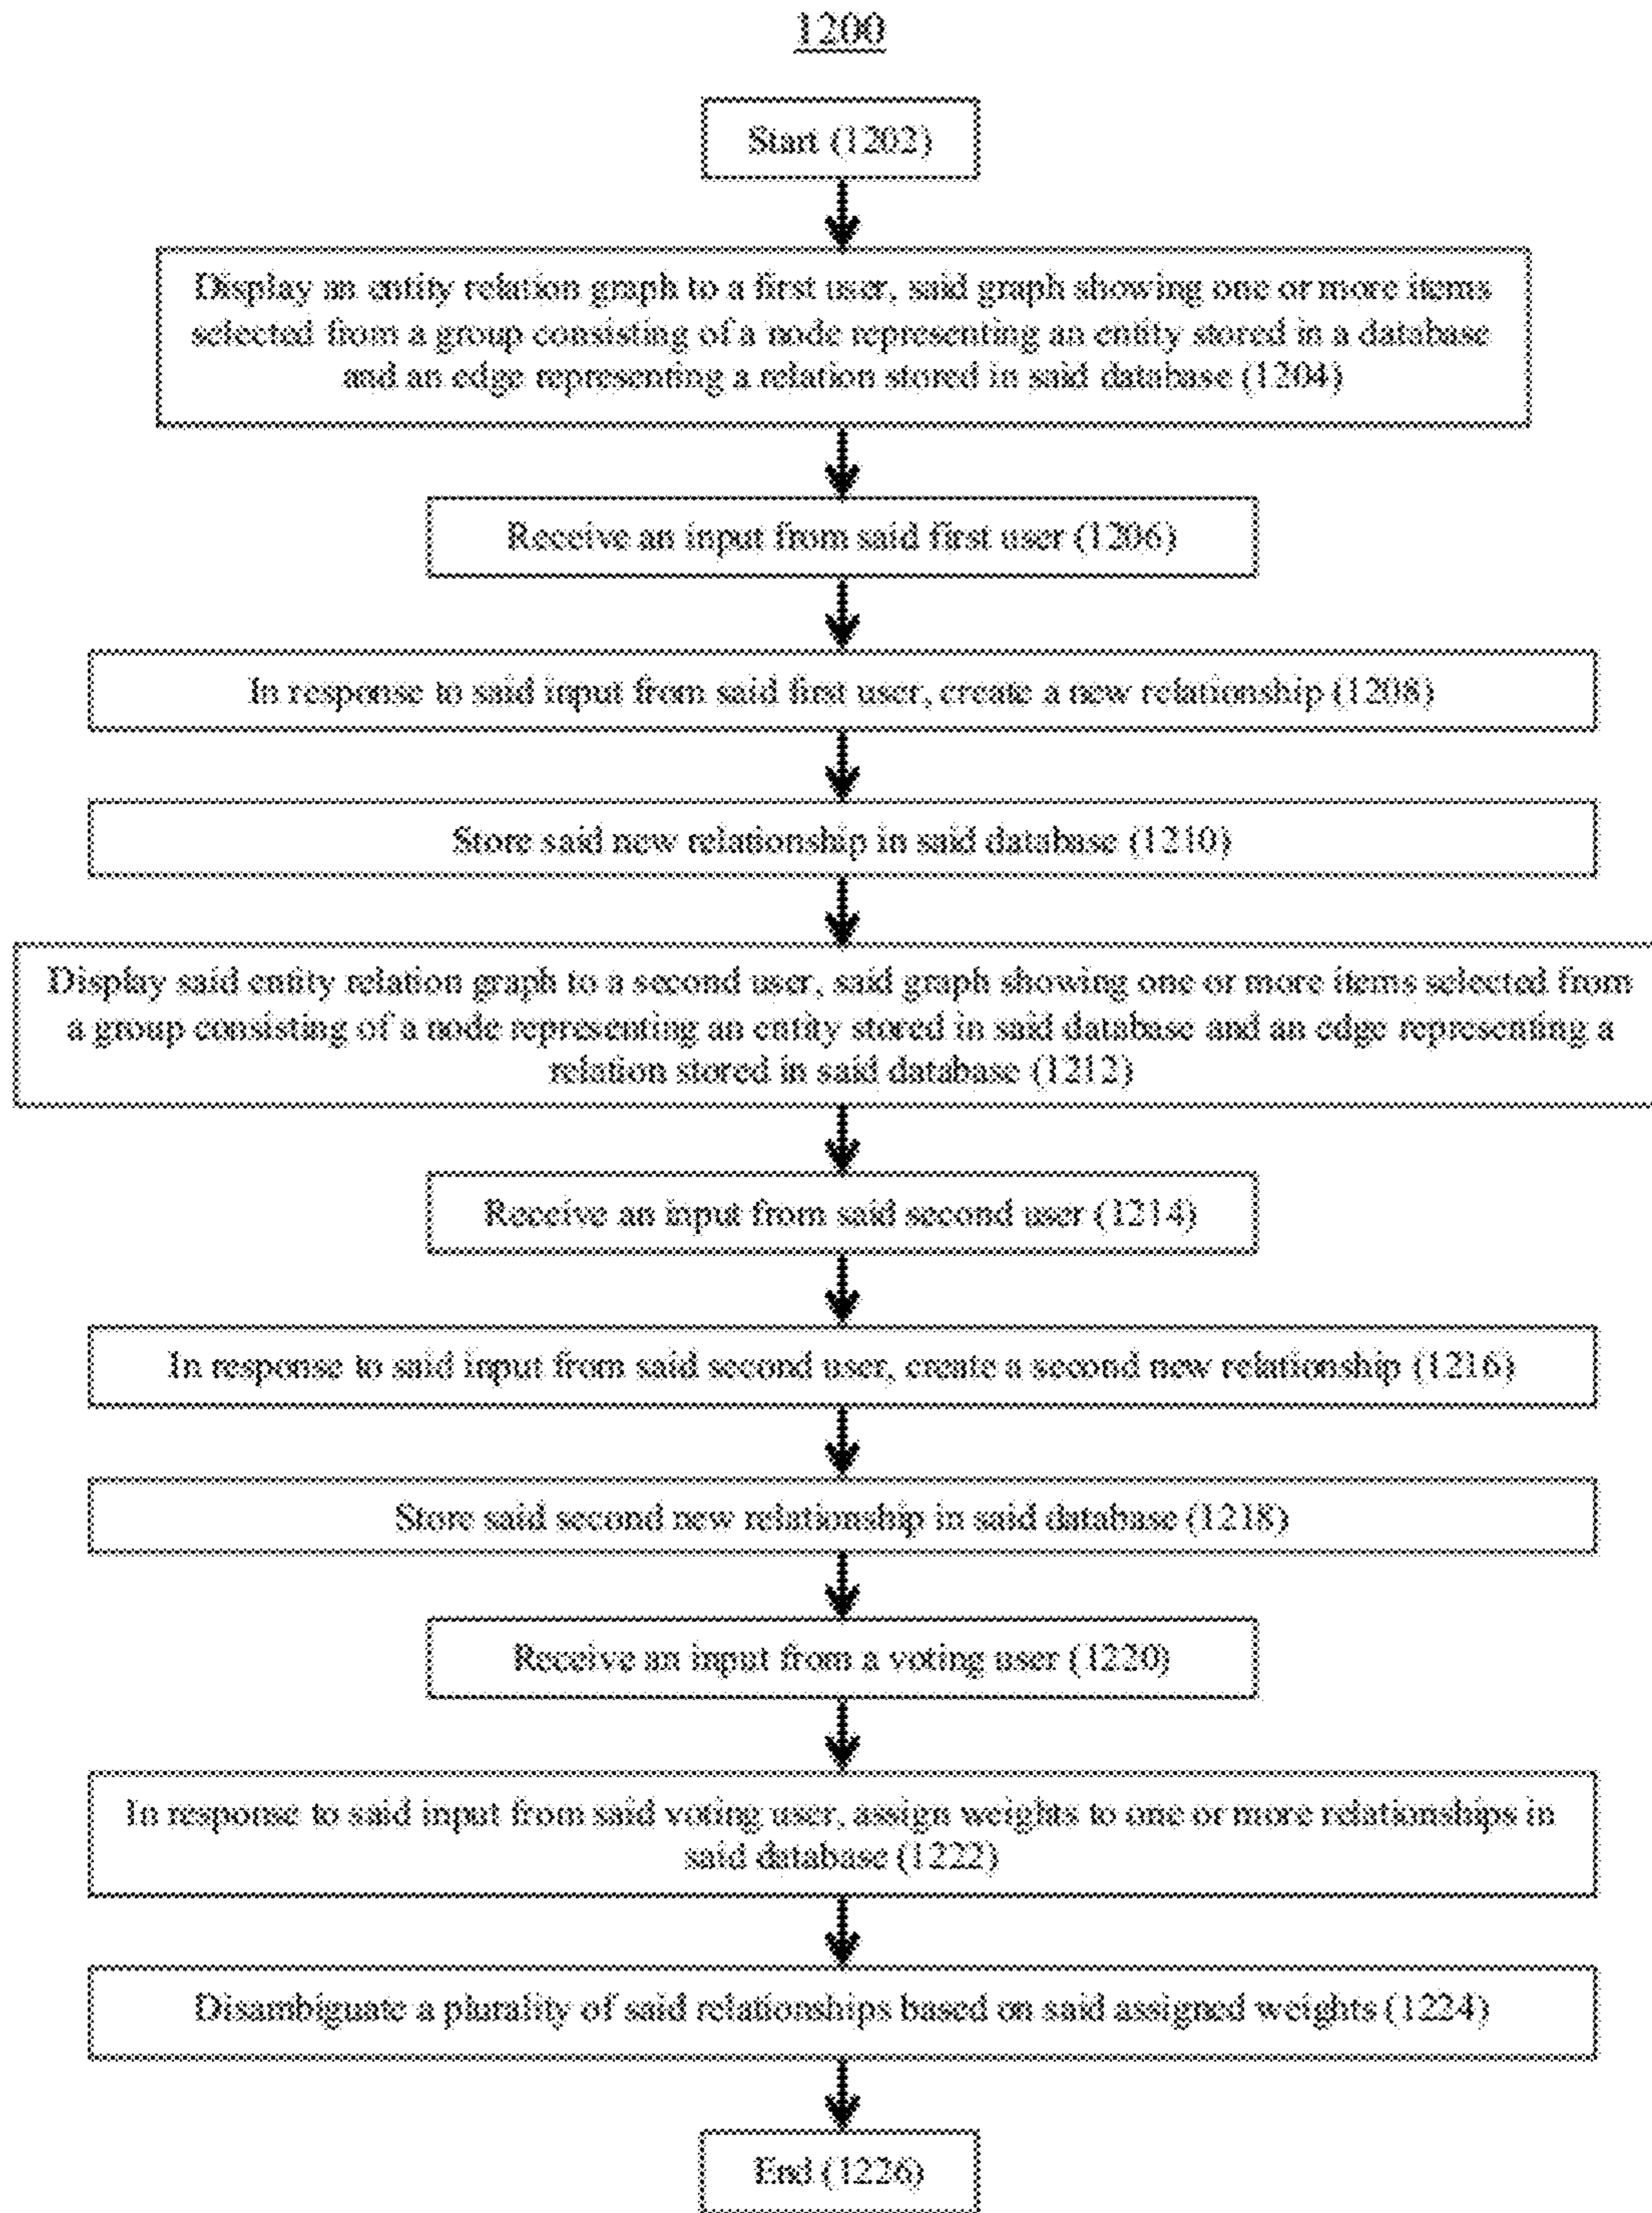 1200
Start (1202)
Display an entity relation graph to a first user, said graph showing one or more items
selected from a group consisting of a node representing an entity stored in a database
and an edge representing a relation stored in said database (1204)
Receive an input from said first user (1206)
In response to said input from said first user, create a new relationship (1208)
Store said new relationship in said database (1210)
Display said entity relation graph to a second user, said graph showing one or more items selected from
a group consisting of a node representing an entity stored in said database and an edge representing a
relation stored in said database (1212)
Receive an input from said second user (1214)
In response to said input from said second user, create a second new relationship (1216)
Store said second new relationship in said database (1218)
Receive an input from a voting user (1220)
In response to said input from said voting user, assign weights to one or more relationships in
said database (1222)
Disambiguate a plurality of said relationships based on said assigned weights (1224)
End (1226)